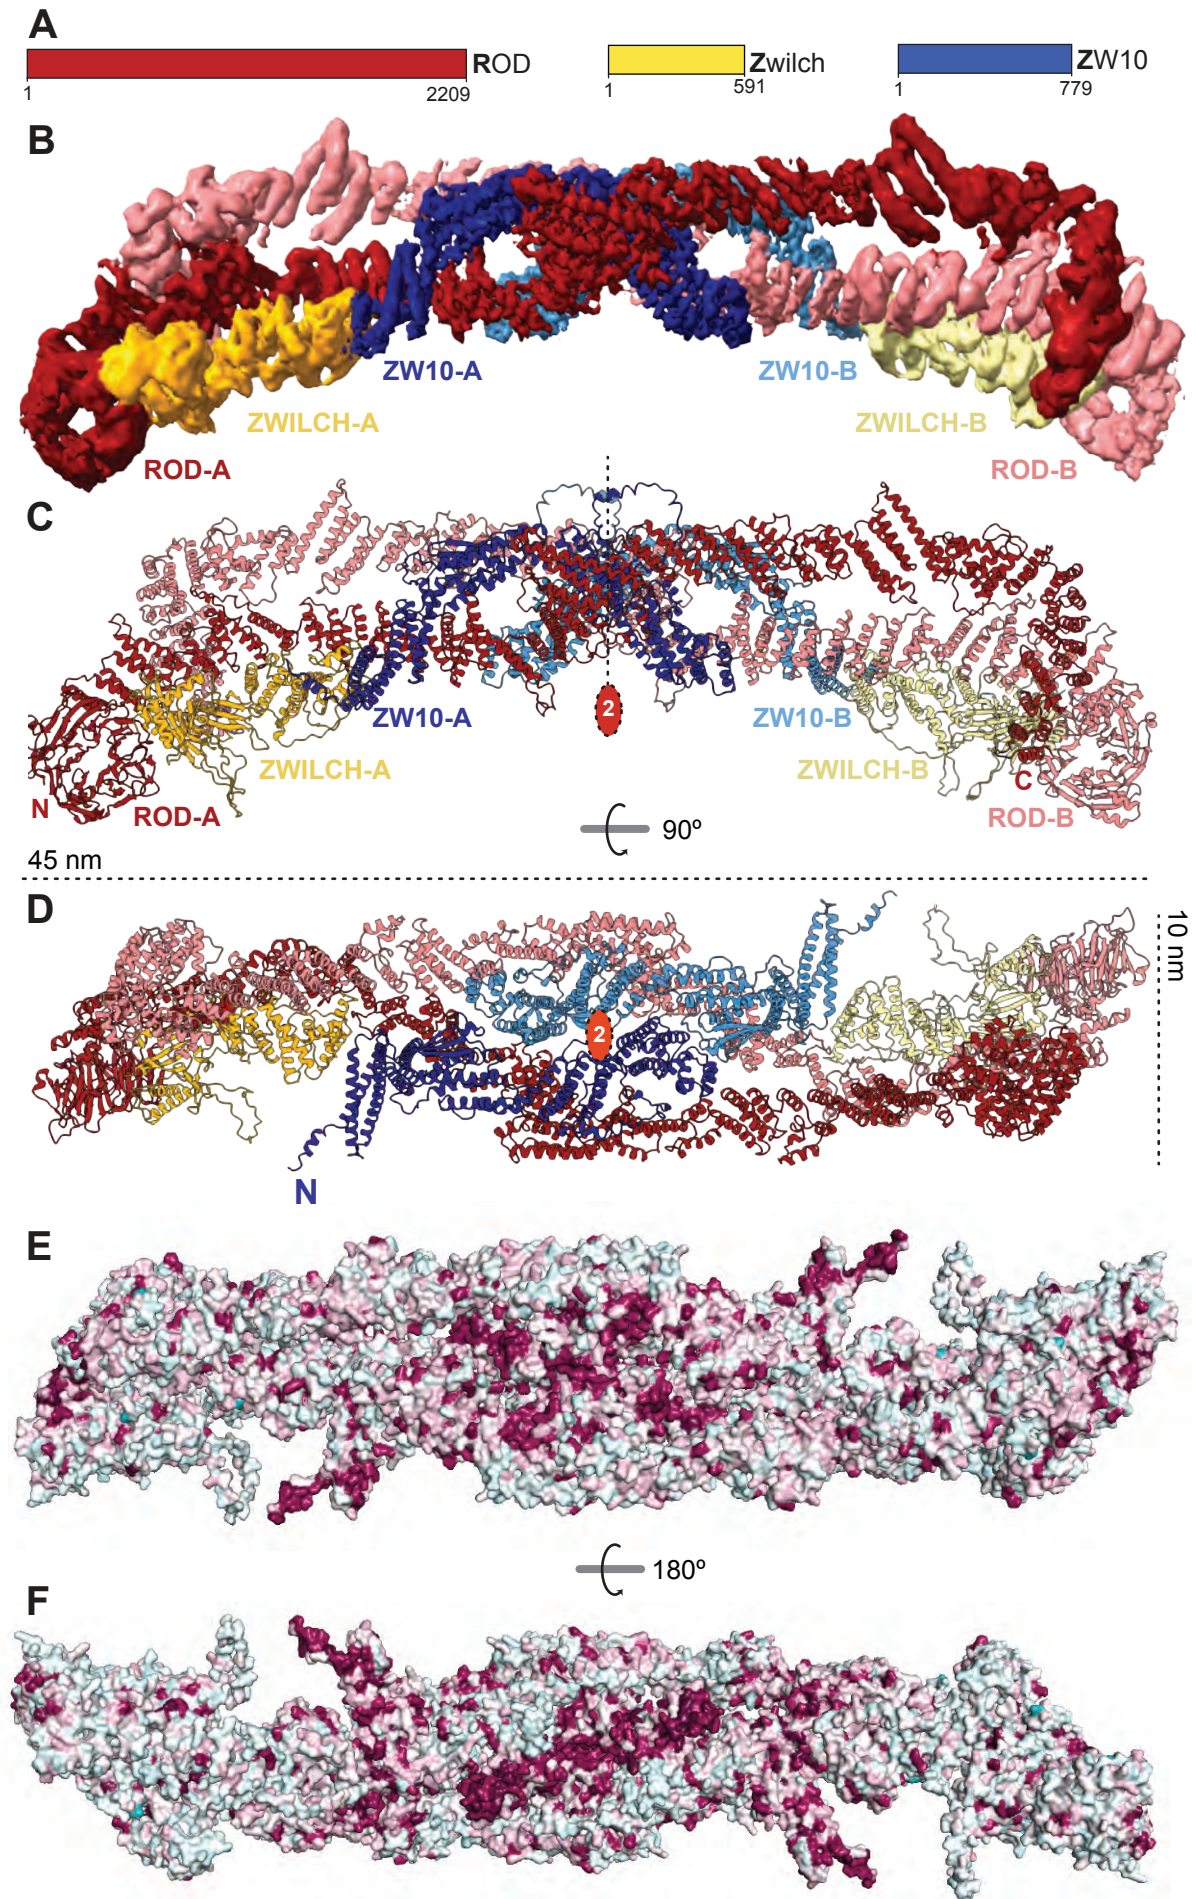 A
ROD
Zwilch
ZW10
1
2209
1
591
1
779
B
ZW10-A
ZW10-B
ZWILCH-A
ZWILCH-B
ROD-A
ROD-B
C
2
ZW10-A
ZW10-B
ZWILCH-A
ZWILCH-B
N
ROD-A
C
ROD-B
90º
45 nm
D
10 nm
2
N
E
180º
F